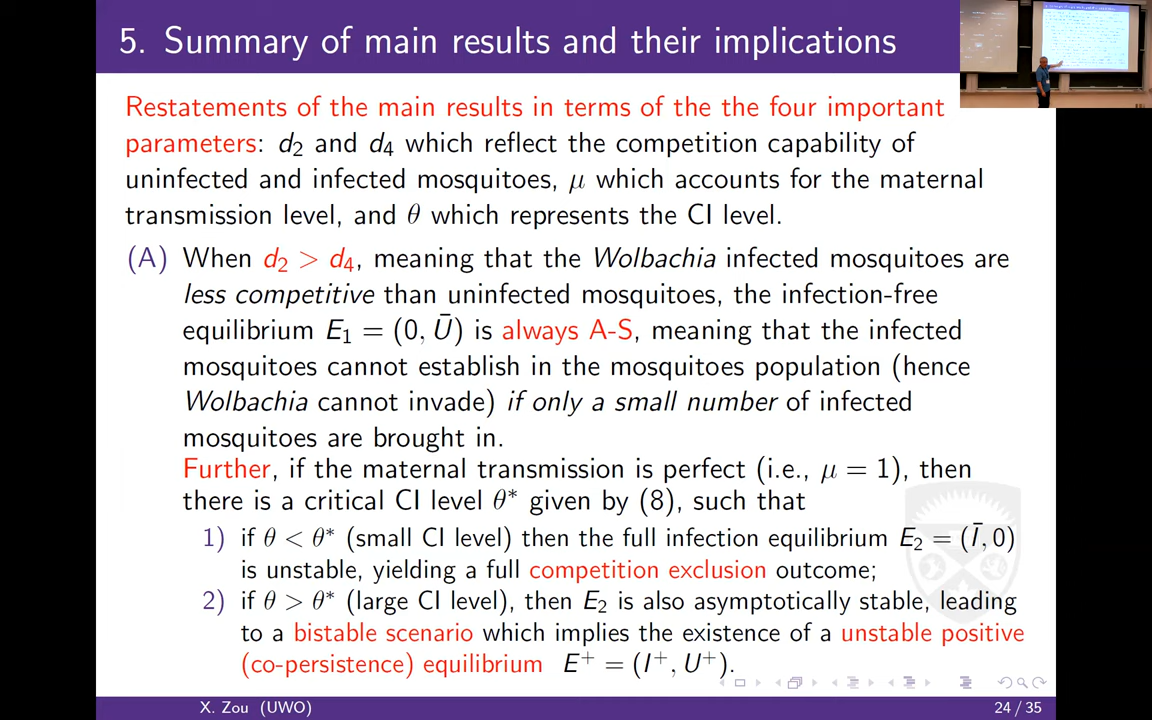 5. Summary of main results and their implications
Restatements of the main results in terms of the the four important
parameters: d₂ and d₄ which reflect the competition capability of
uninfected and infected mosquitoes, μ which accounts for the maternal
transmission level, and θ which represents the CI level.
(A) When d₂ > d₄, meaning that the Wolbachia infected mosquitoes are
less competitive than uninfected mosquitoes, the infection-free
equilibrium E₁ = (0, Ū) is always A-S, meaning that the infected
mosquitoes cannot establish in the mosquitoes population (hence
Wolbachia cannot invade) if only a small number of infected
mosquitoes are brought in.
Further, if the maternal transmission is perfect (i.e., μ = 1), then
there is a critical CI level θ* given by (8), such that
1) if θ < θ* (small CI level) then the full infection equilibrium E₂ = (Ī, 0)
is unstable, yielding a full competition exclusion outcome;
2) if θ > θ* (large CI level), then E₂ is also asymptotically stable, leading
to a bistable scenario which implies the existence of a unstable positive
(co-persistence) equilibrium E⁺ = (I⁺, U⁺).
X. Zou (UWO)
24 / 35